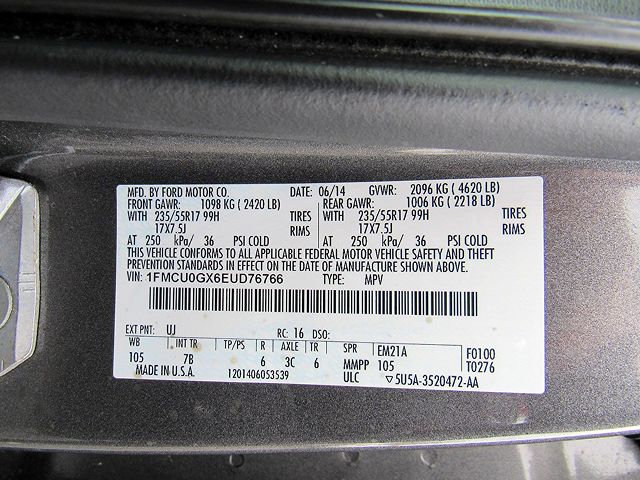 MFD. BY FORD MOTOR CO. DATE: 06/14 GVWR: 2096 KG ( 4620 LB)
FRONT GAWR: 1098 KG ( 2420 LB) REAR GAWR: 1006 KG ( 2218 LB)
WITH 235/55R17 99H TIRES WITH 235/55R17 99H TIRES
17X7.5J RIMS 17X7.5J RIMS
AT 250 kPa/ 36 PSI COLD AT 250 kPa/ 36 PSI COLD
THIS VEHICLE CONFORMS TO ALL APPLICABLE FEDERAL MOTOR VEHICLE SAFETY AND THEFT
PREVENTION STANDARDS IN EFFECT ON THE DATE OF MANUFACTURE SHOWN ABOVE.
VIN: 1FMCU0GX6EUD76766 TYPE: MPV
EXT PNT: UJ RC: 16 DSO:
WB INT TR TP/PS R AXLE TR SPR EM21A F0100
105 7B 6 3C 6 MMPP 105 T0276
MADE IN U.S.A. 1201406053539 ULC ▽5U5A-3520472-AA